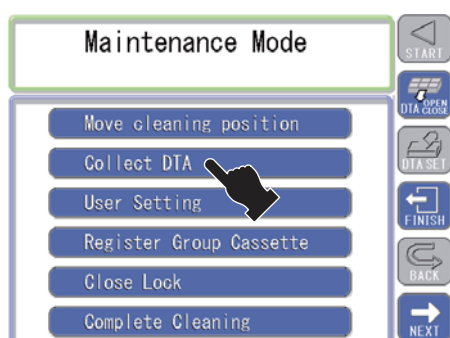 Maintenance Mode
Move cleaning position
Collect DTA
User Setting
Register Group Cassette
Close Lock
Complete Cleaning
START
DTA OPEN
CLOSE
DTA SET
FINISH
BACK
NEXT